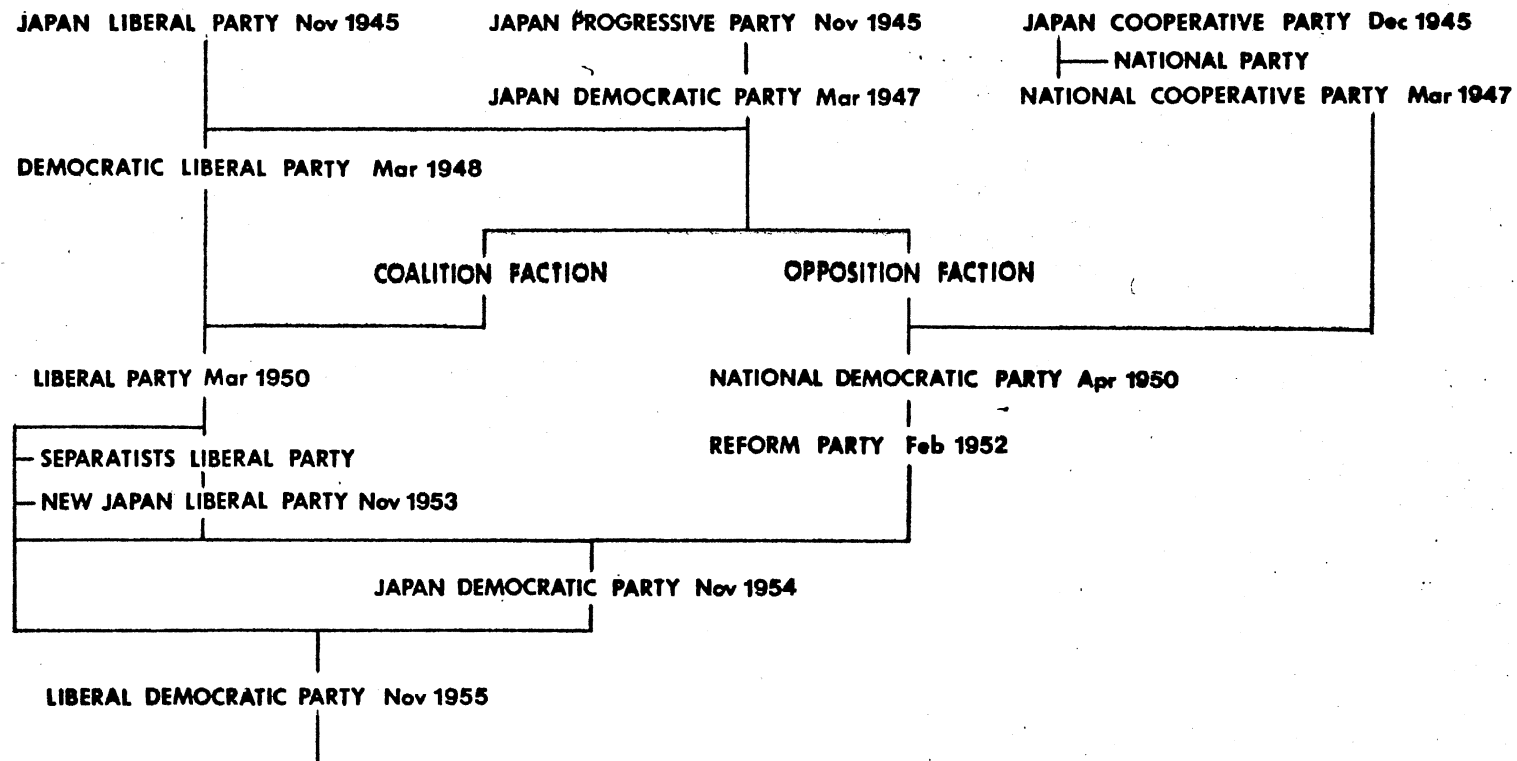 JAPAN LIBERAL PARTY Nov 1945
JAPAN PROGRESSIVE PARTY Nov 1945
JAPAN COOPERATIVE PARTY Dec 1945
NATIONAL PARTY
JAPAN DEMOCRATIC PARTY Mar 1947
NATIONAL COOPERATIVE PARTY Mar 1947
DEMOCRATIC LIBERAL PARTY Mar 1948
COALITION FACTION
OPPOSITION FACTION
LIBERAL PARTY Mar 1950
NATIONAL DEMOCRATIC PARTY Apr 1950
REFORM PARTY Feb 1952
SEPARATISTS LIBERAL PARTY
NEW JAPAN LIBERAL PARTY Nov 1953
JAPAN DEMOCRATIC PARTY Nov 1954
LIBERAL DEMOCRATIC PARTY Nov 1955